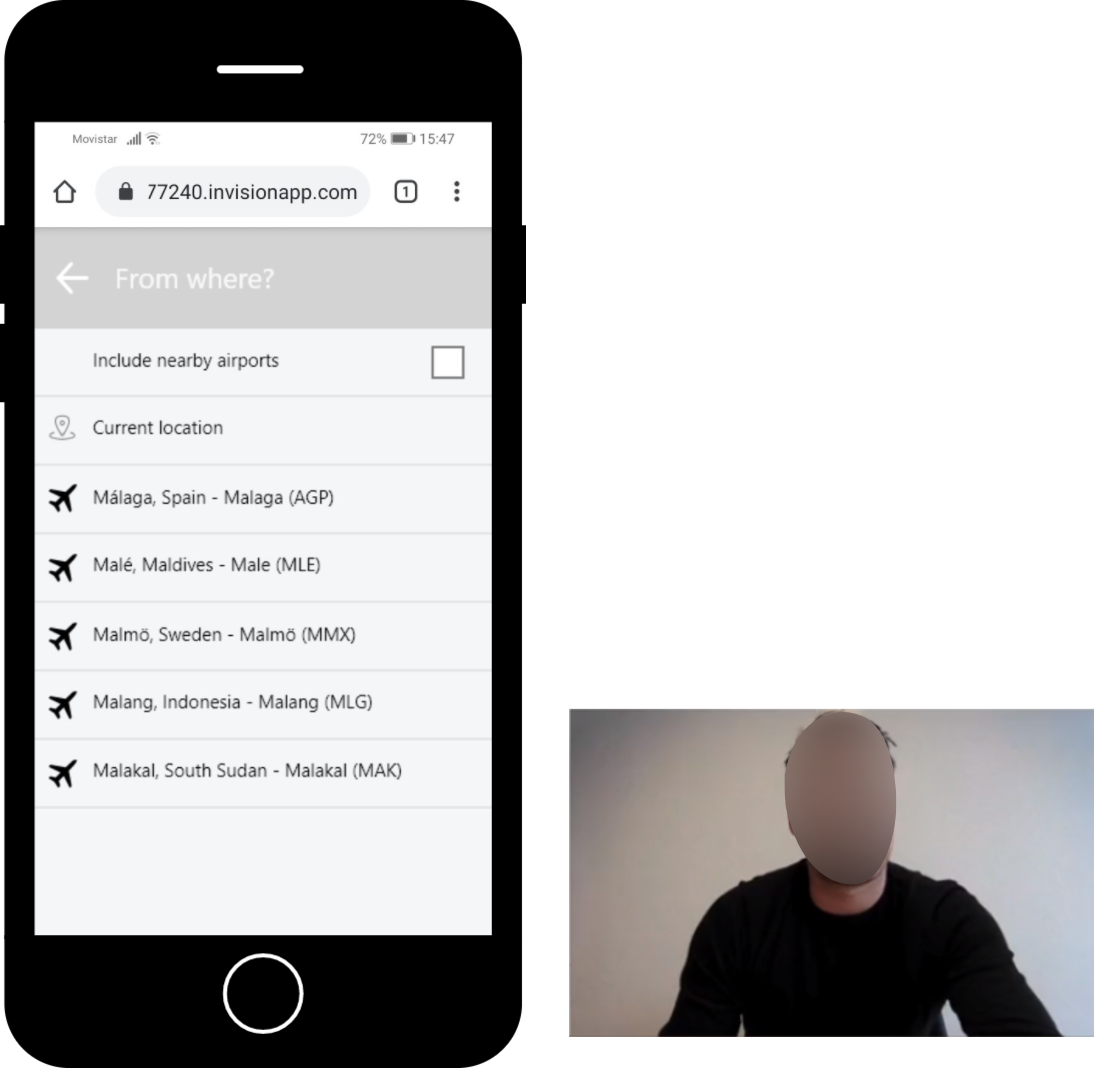 Movistar 72% 15:47
77240.invisionapp.com 1
From where?
Include nearby airports
Current location
Málaga, Spain - Malaga (AGP)
Malé, Maldives - Male (MLE)
Malmö, Sweden - Malmö (MMX)
Malang, Indonesia - Malang (MLG)
Malakal, South Sudan - Malakal (MAK)